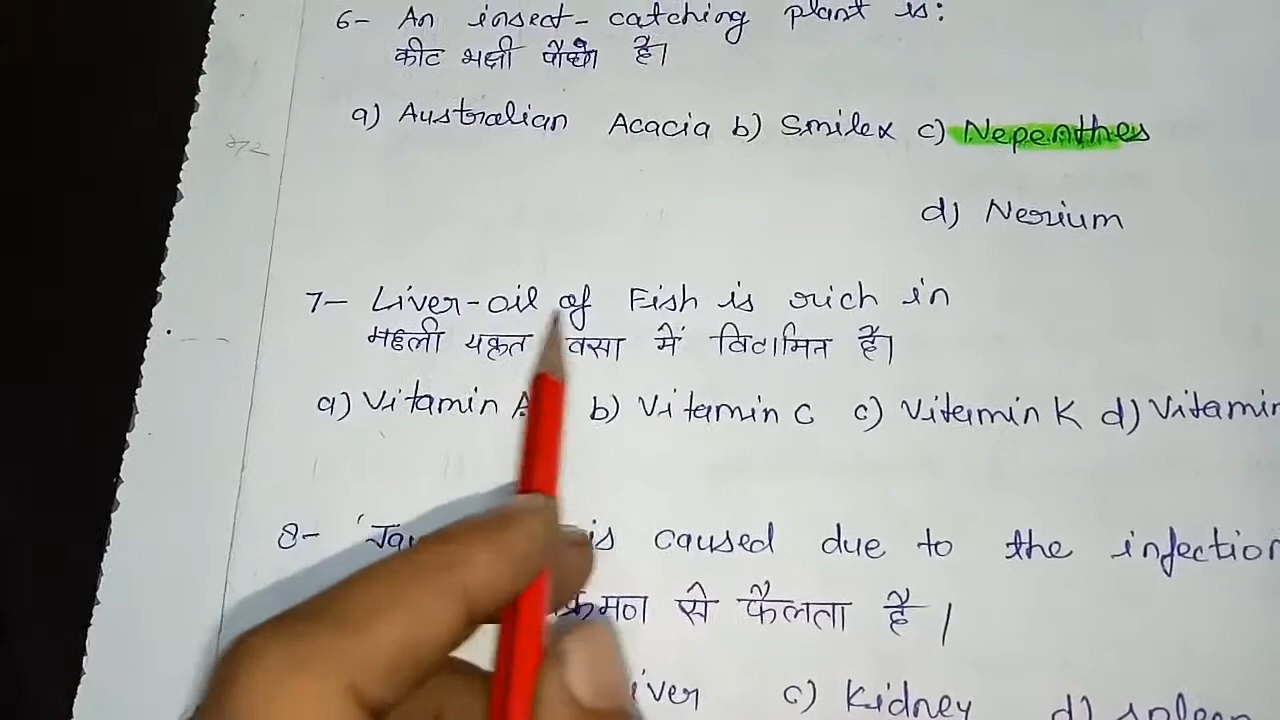 6- An insect-catching plant is:
कीट भक्षी पौधे है।
a) Australian Acacia b) Smilex c) Nepenthes
d) Nerium
7- Liver-oil of Fish is rich in
मछली यकृत वसा में विटामिन है।
a) Vitamin A b) Vitamin C c) Vitamin K d) Vitamin
8- is caused due to the infection
से फैलता है।
c) Kidney d) spleen